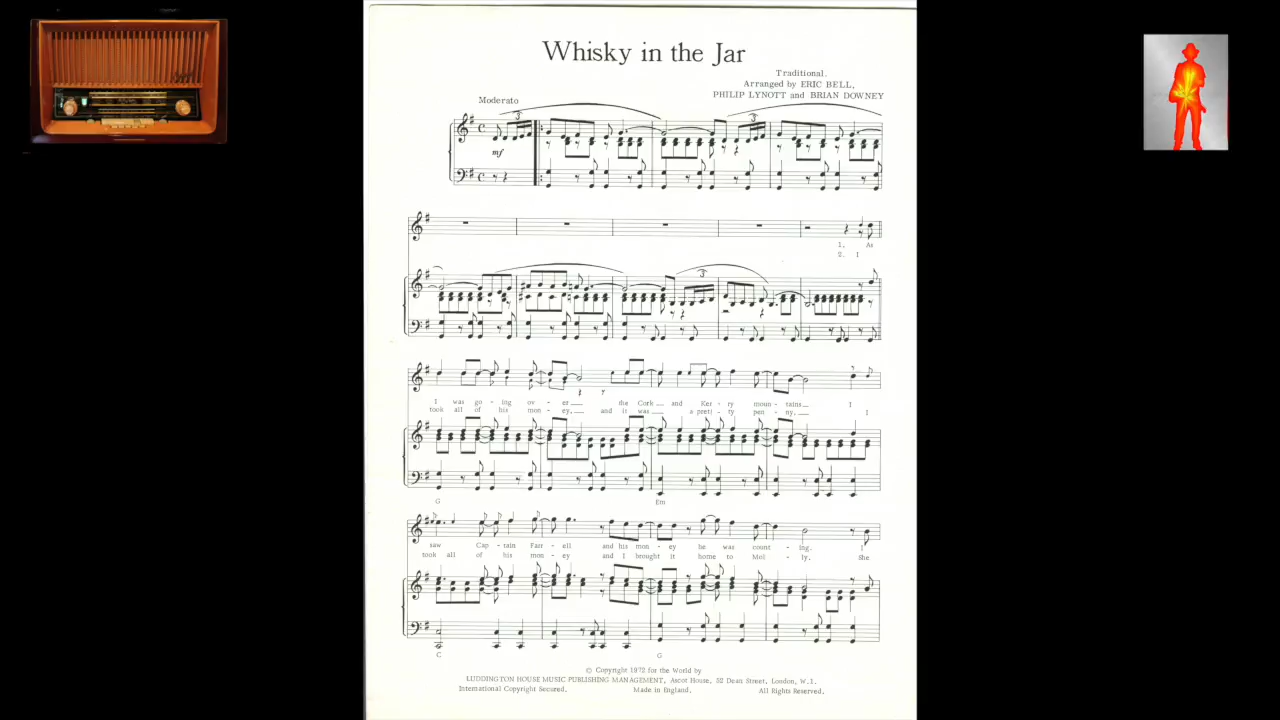 Whisky in the Jar
Traditional.
Arranged by ERIC BELL,
PHILIP LYNOTT and BRIAN DOWNEY
Moderato
3
3
mf
1. As
2. I
3
I was go - ing ov - er the Cork and Ker - ry moun - tains I
took all of his mon - ey, and it was a pret - ry pen - ny, I
G Em
saw Cap - tain Farr - ell and his mon - ey he was count - ing. I
took all of his mon - ey and I brought it home to Mol - ly. She
C G
© Copyright 1972 for the World by
LUDDINGTON HOUSE MUSIC PUBLISHING MANAGEMENT, Ascot House, 52 Dean Street, London, W.1.
International Copyright Secured. Made in England. All Rights Reserved.